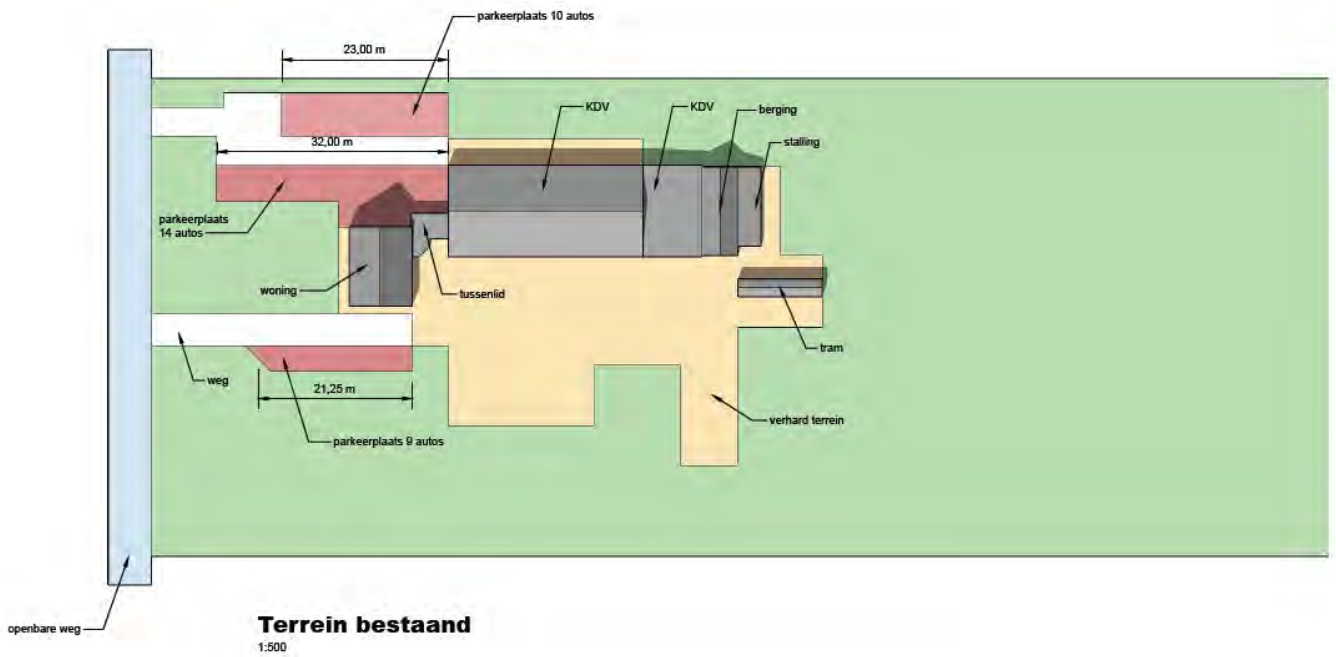 parkeerplaats 10 autos
23,00 m
KDV
KDV
berging
stalling
32,00 m
parkeerplaats
14 autos
woning
tussenlid
tram
weg
21,25 m
verhard terrein
parkeerplaats 9 autos
openbare weg
Terrein bestaand
1:500